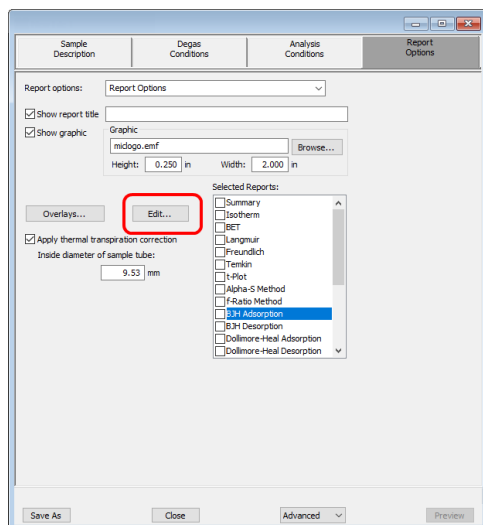 Sample Description
Degas Conditions
Analysis Conditions
Report Options
Report options: Report Options
Show report title
Show graphic
Graphic
miclogo.emf
Browse...
Height: 0.250 in Width: 2.000 in
Selected Reports:
Overlays...
Edit...
Apply thermal transpiration correction
Inside diameter of sample tube:
9.53 mm
Summary
Isotherm
BET
Langmuir
Freundlich
Temkin
t-Plot
Alpha-S Method
f-Ratio Method
BJH Adsorption
BJH Desorption
Dollimore-Heal Adsorption
Dollimore-Heal Desorption
Save As
Close
Advanced
Preview